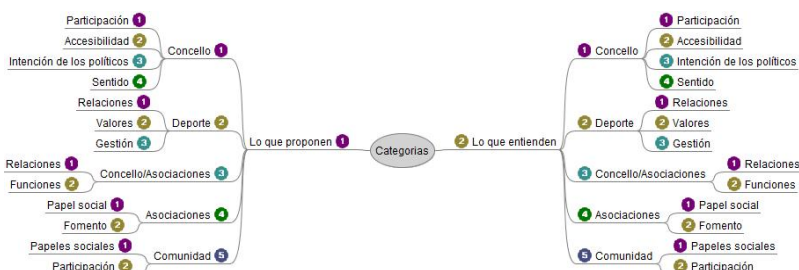 Categorias
Lo que proponen 1
Concello 1
Participación 1
Accesibilidad 2
Intención de los políticos 3
Sentido 4
Deporte 2
Relaciones 1
Valores 2
Gestión 3
Concello/Asociaciones 3
Relaciones 1
Funciones 2
Asociaciones 4
Papel social 1
Fomento 2
Comunidad 5
Papeles sociales 1
Participación 2
2 Lo que entienden
1 Concello
1 Participación
2 Accesibilidad
3 Intención de los políticos
4 Sentido
2 Deporte
1 Relaciones
2 Valores
3 Gestión
3 Concello/Asociaciones
1 Relaciones
2 Funciones
4 Asociaciones
1 Papel social
2 Fomento
5 Comunidad
1 Papeles sociales
2 Participación